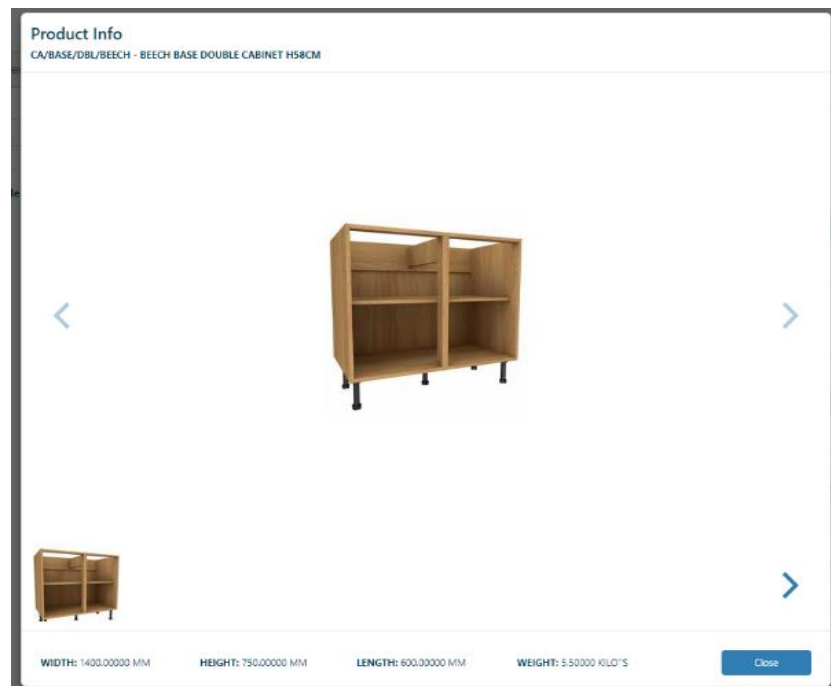 Product Info
CA/BASE/DBL/BEECH - BEECH BASE DOUBLE CABINET H58CM
WIDTH: 1400.00000 MM HEIGHT: 750.00000 MM LENGTH: 600.00000 MM WEIGHT: 5.50000 KILO'S Close